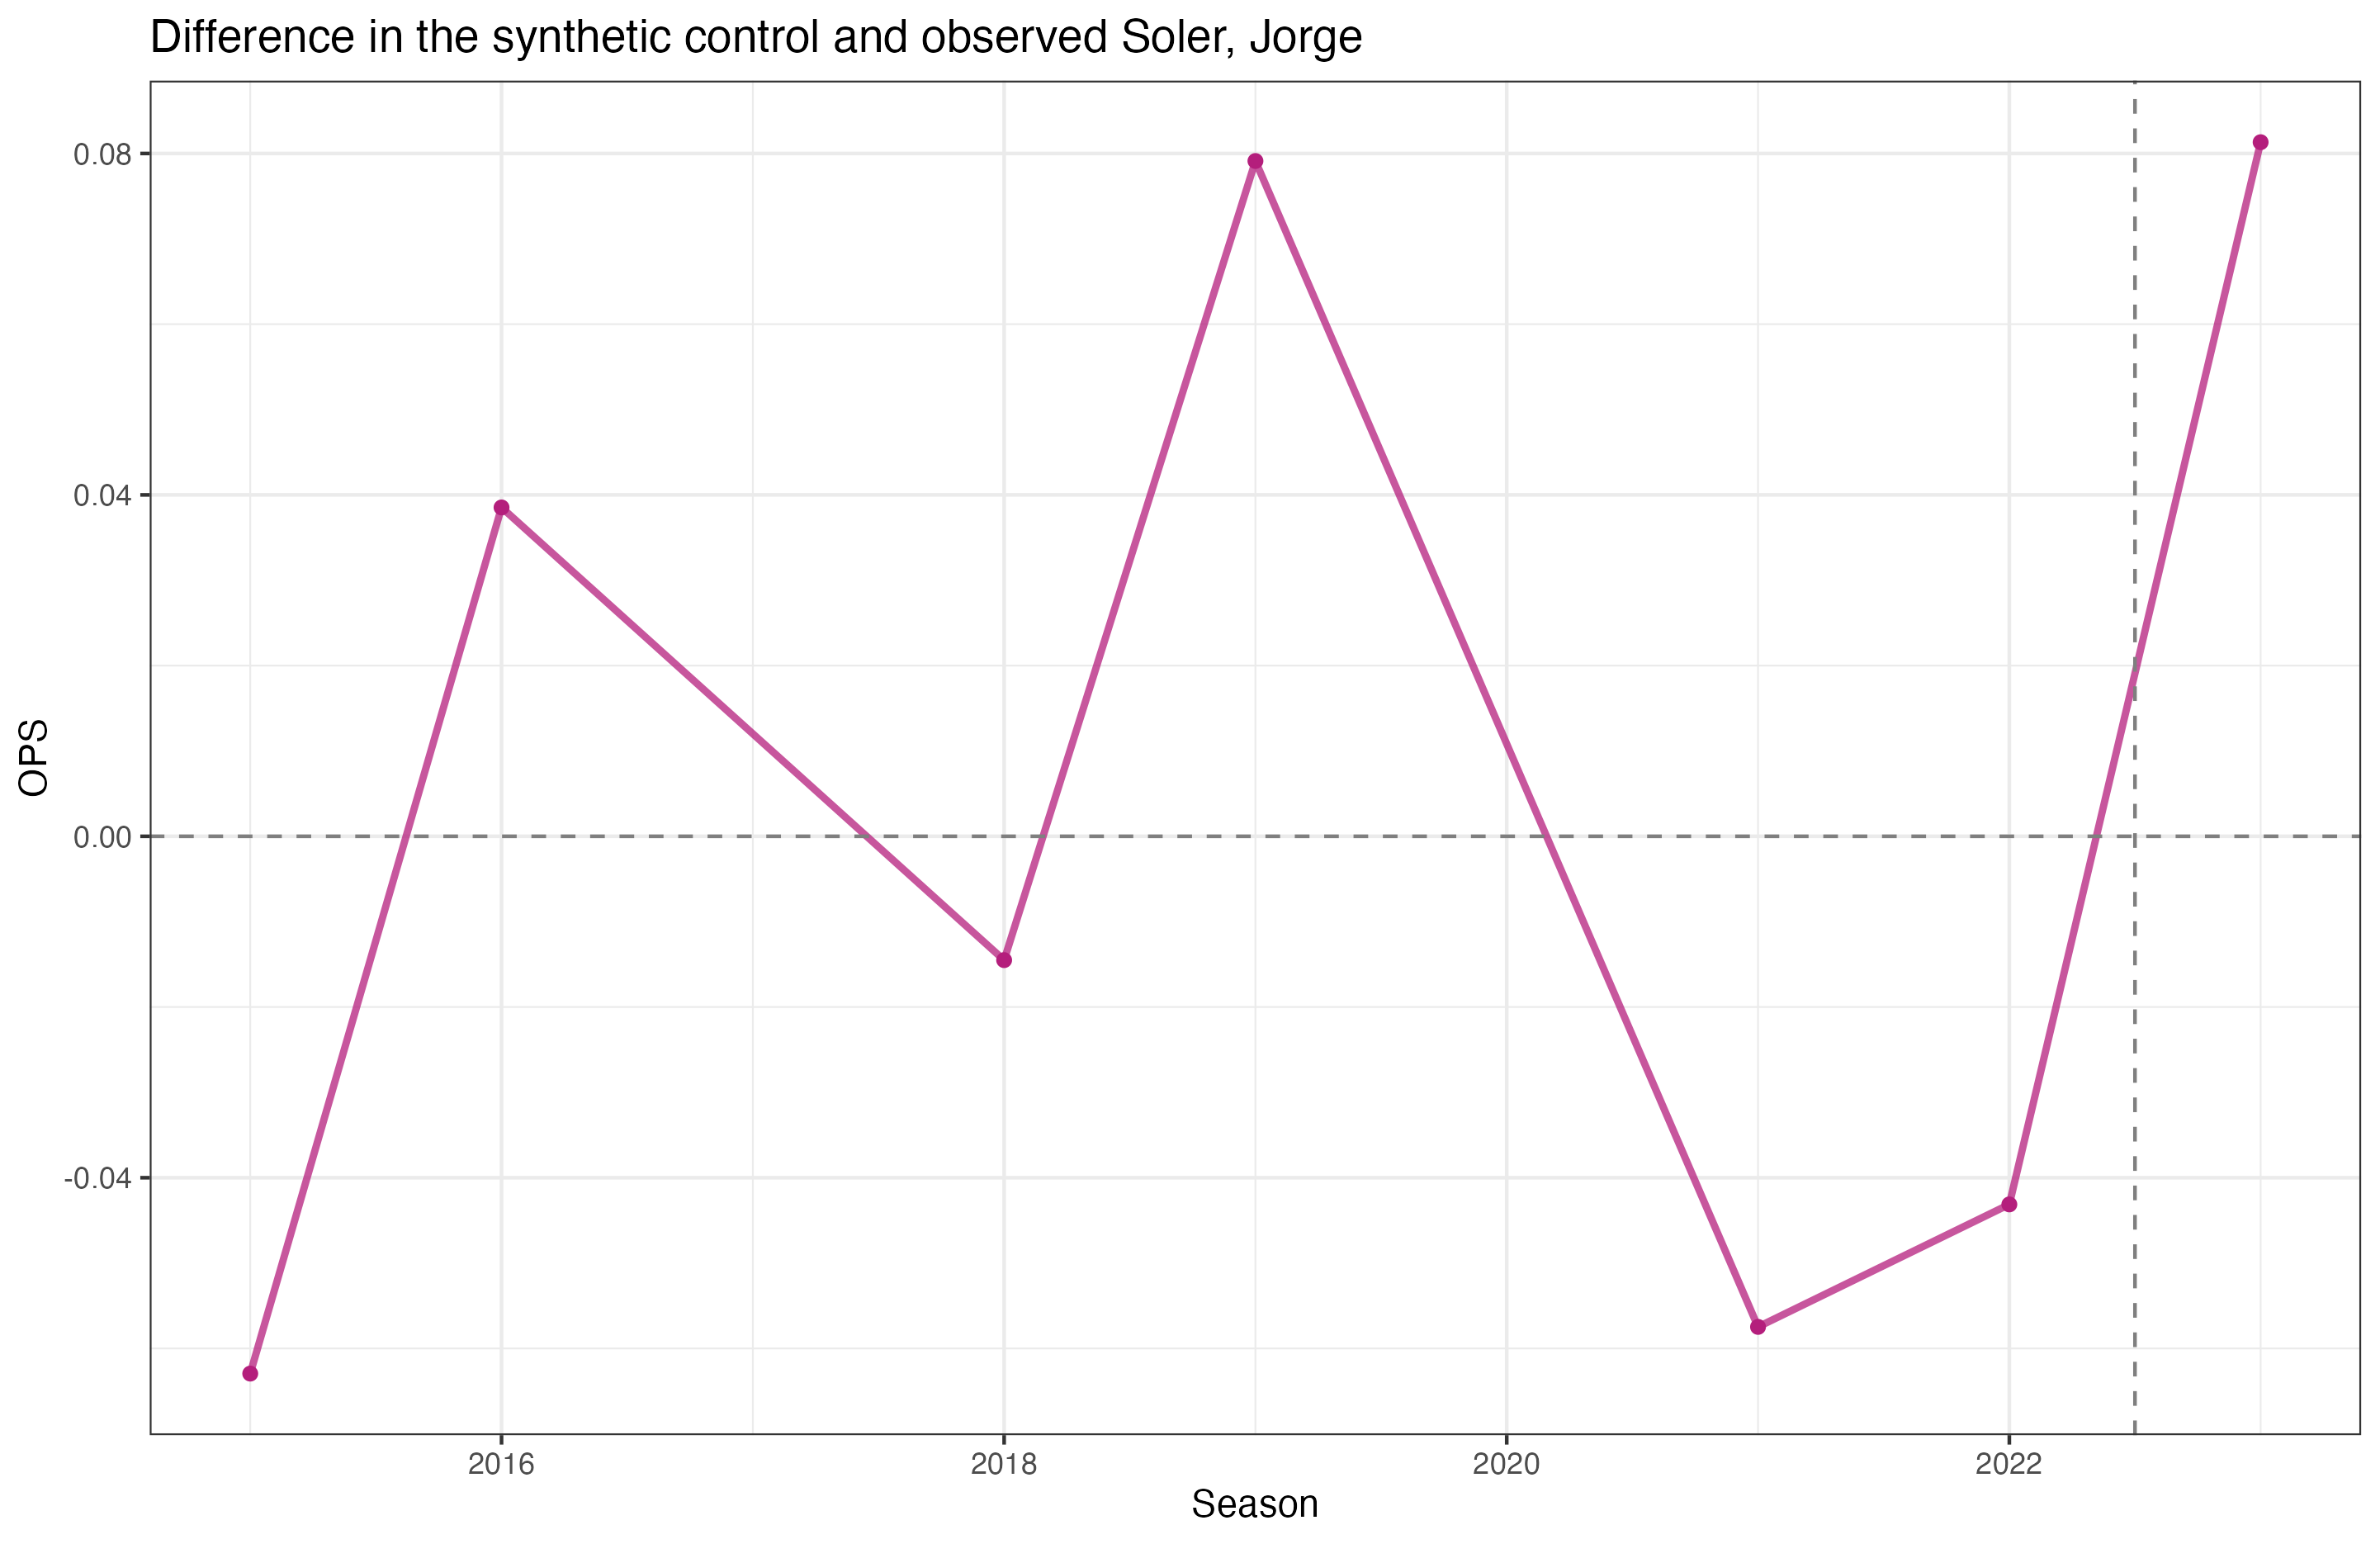 Difference in the synthetic control and observed Soler, Jorge
0.08
0.04
0.00
-0.04
OPS
2016 2018 2020 2022
Season